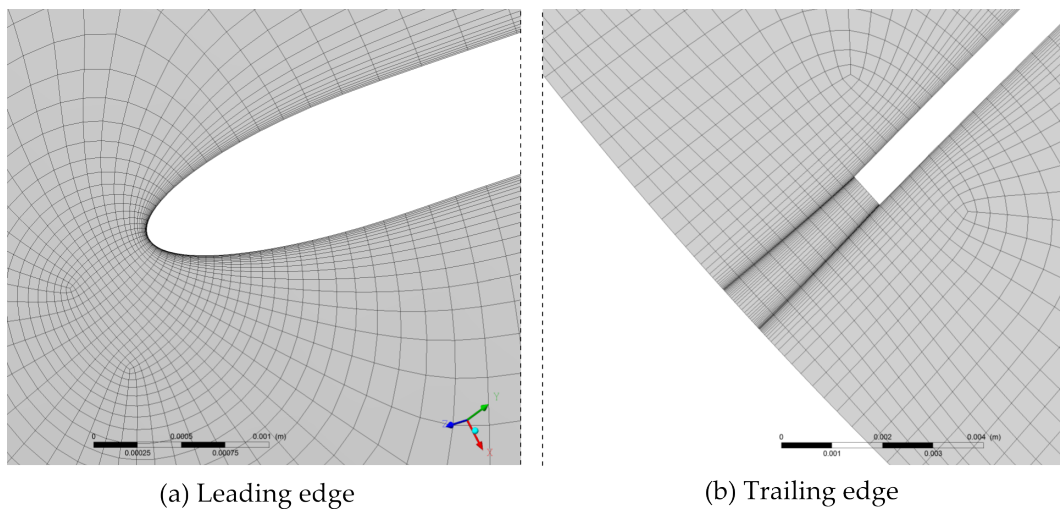 Y
Z
X
0 0.0005 0.001 (m)
0.00025 0.00075
0 0.002 0.004 (m)
0.001 0.003
(a) Leading edge
(b) Trailing edge